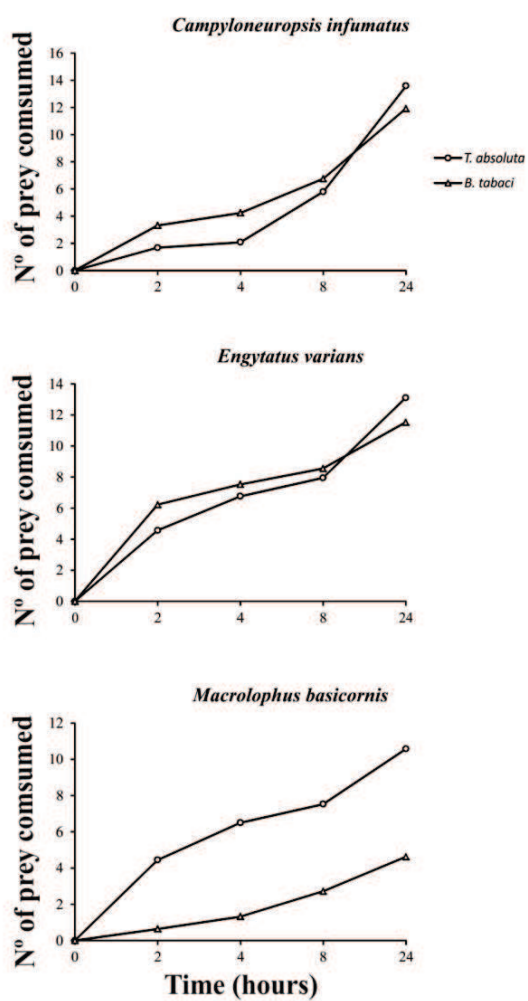 Campyloneuropsis infumatus
Nº of prey comsumed
16
14
12
10
8
6
4
2
0
0 2 4 8 24
T. absoluta
B. tabaci
Engytatus varians
Nº of prey comsumed
14
12
10
8
6
4
2
0
0 2 4 8 24
Macrolophus basicornis
Nº of prey comsumed
12
10
8
6
4
2
0
0 2 4 8 24
Time (hours)